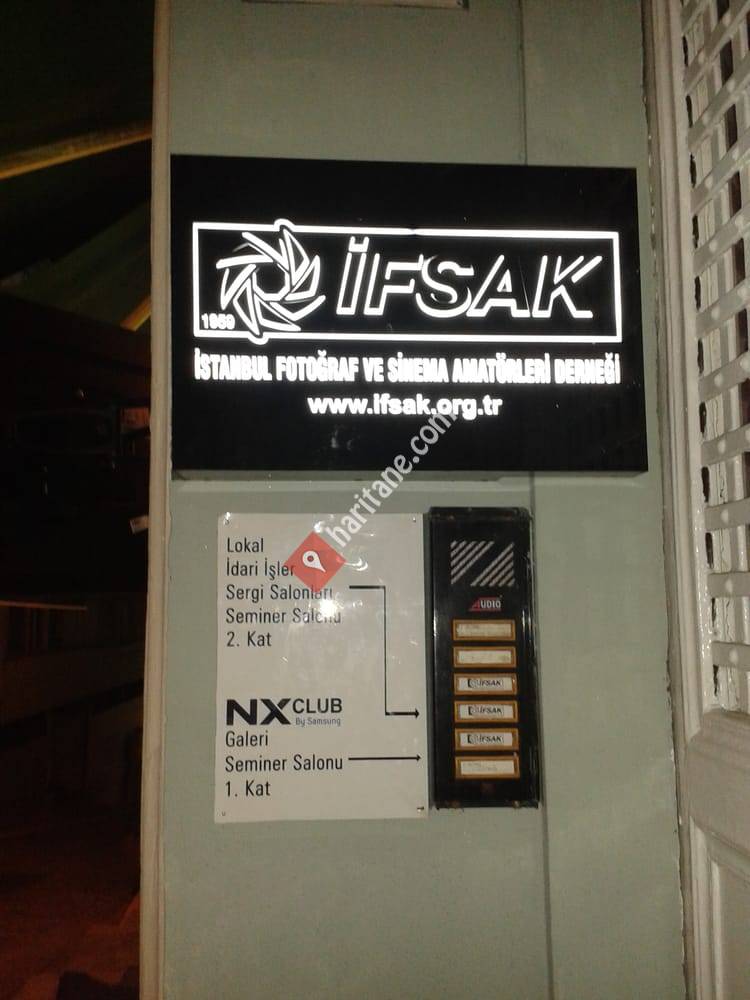 1959
İFSAK
İSTANBUL FOTOĞRAF VE SİNEMA AMATÖRLERİ DERNEĞİ
www.ifsak.org.tr
haritane.com
Lokal
İdari İşler
Sergi Salonları
Seminer Salonu
2. Kat
NX CLUB
By Samsung
Galeri
Seminer Salonu
1. Kat
AUDIO
İFSAK
İFSAK
İFSAK